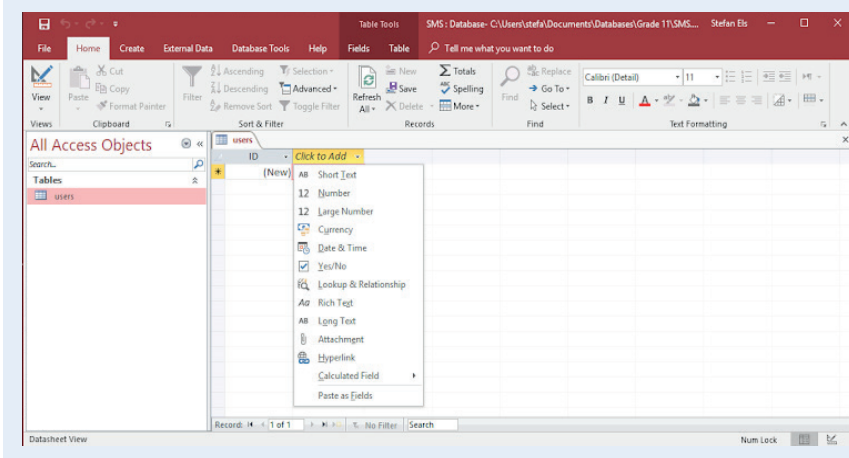 Table Tools SMS : Database- C:\Users\stefa\Documents\Databases\Grade 11\SMS.... Stefan Els
File Home Create External Data Database Tools Help Fields Table Tell me what you want to do
View Paste Cut Copy Format Painter Filter Ascending Descending Remove Sort Selection Advanced Toggle Filter Refresh All New Save Delete Totals Spelling More Find Replace Go To Select Calibri (Detail) 11 B I U A
Views Clipboard Sort & Filter Records Find Text Formatting
All Access Objects
Search...
Tables
users
users
ID Click to Add
(New)
AB Short Text
12 Number
12 Large Number
Currency
Date & Time
Yes/No
Lookup & Relationship
Aa Rich Text
AB Long Text
Attachment
Hyperlink
Calculated Field
Paste as Fields
Record: 1 of 1 No Filter Search
Datasheet View Num Lock